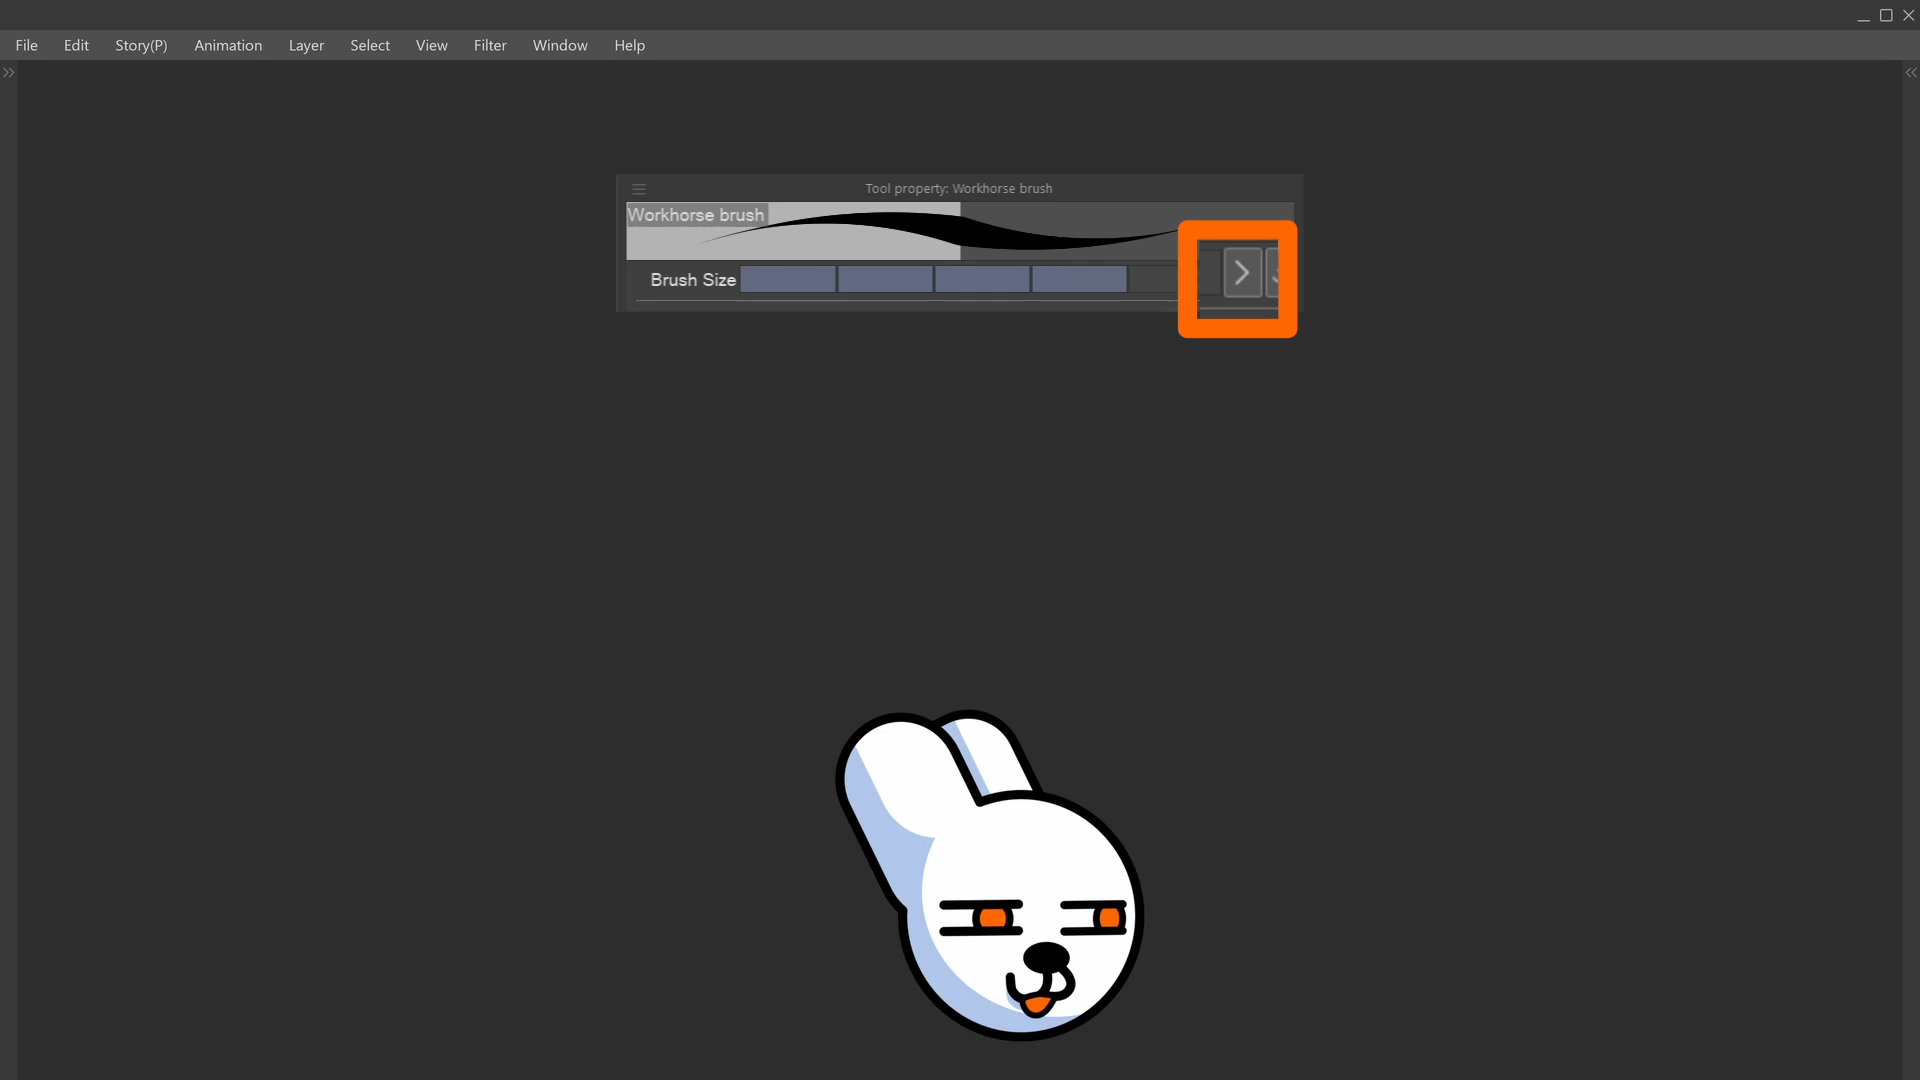 File Edit Story(P) Animation Layer Select View Filter Window Help
Tool property: Workhorse brush
Workhorse brush
Brush Size